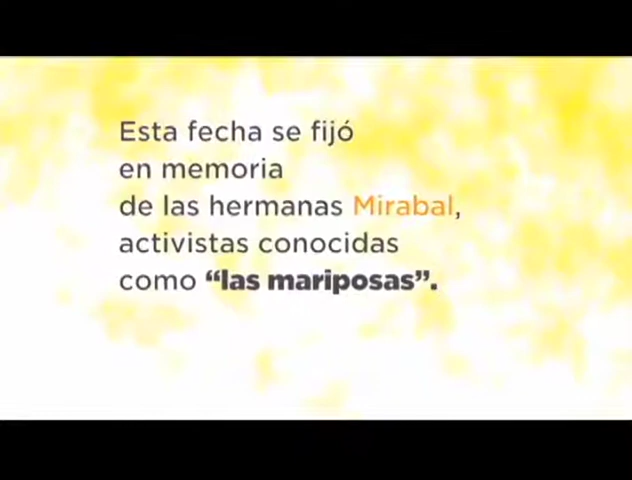 Esta fecha se fijó
en memoria
de las hermanas Mirabal,
activistas conocidas
como “las mariposas”.